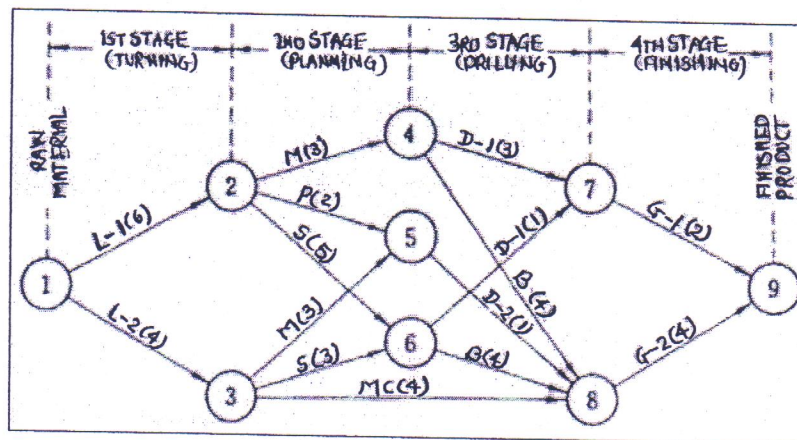 1ST STAGE
(TURNING)
2ND STAGE
(PLANNING)
3RD STAGE
(DRILLING)
4TH STAGE
(FINISHING)
RAW
MATERIAL
FINISHED
PRODUCT
1
2
3
4
5
6
7
8
9
L-1(6)
L-2(4)
M(3)
P(2)
S(5)
M(3)
S(3)
MC(4)
D-1(3)
B(4)
D-1(1)
D-2(1)
B(4)
G-1(2)
G-2(4)